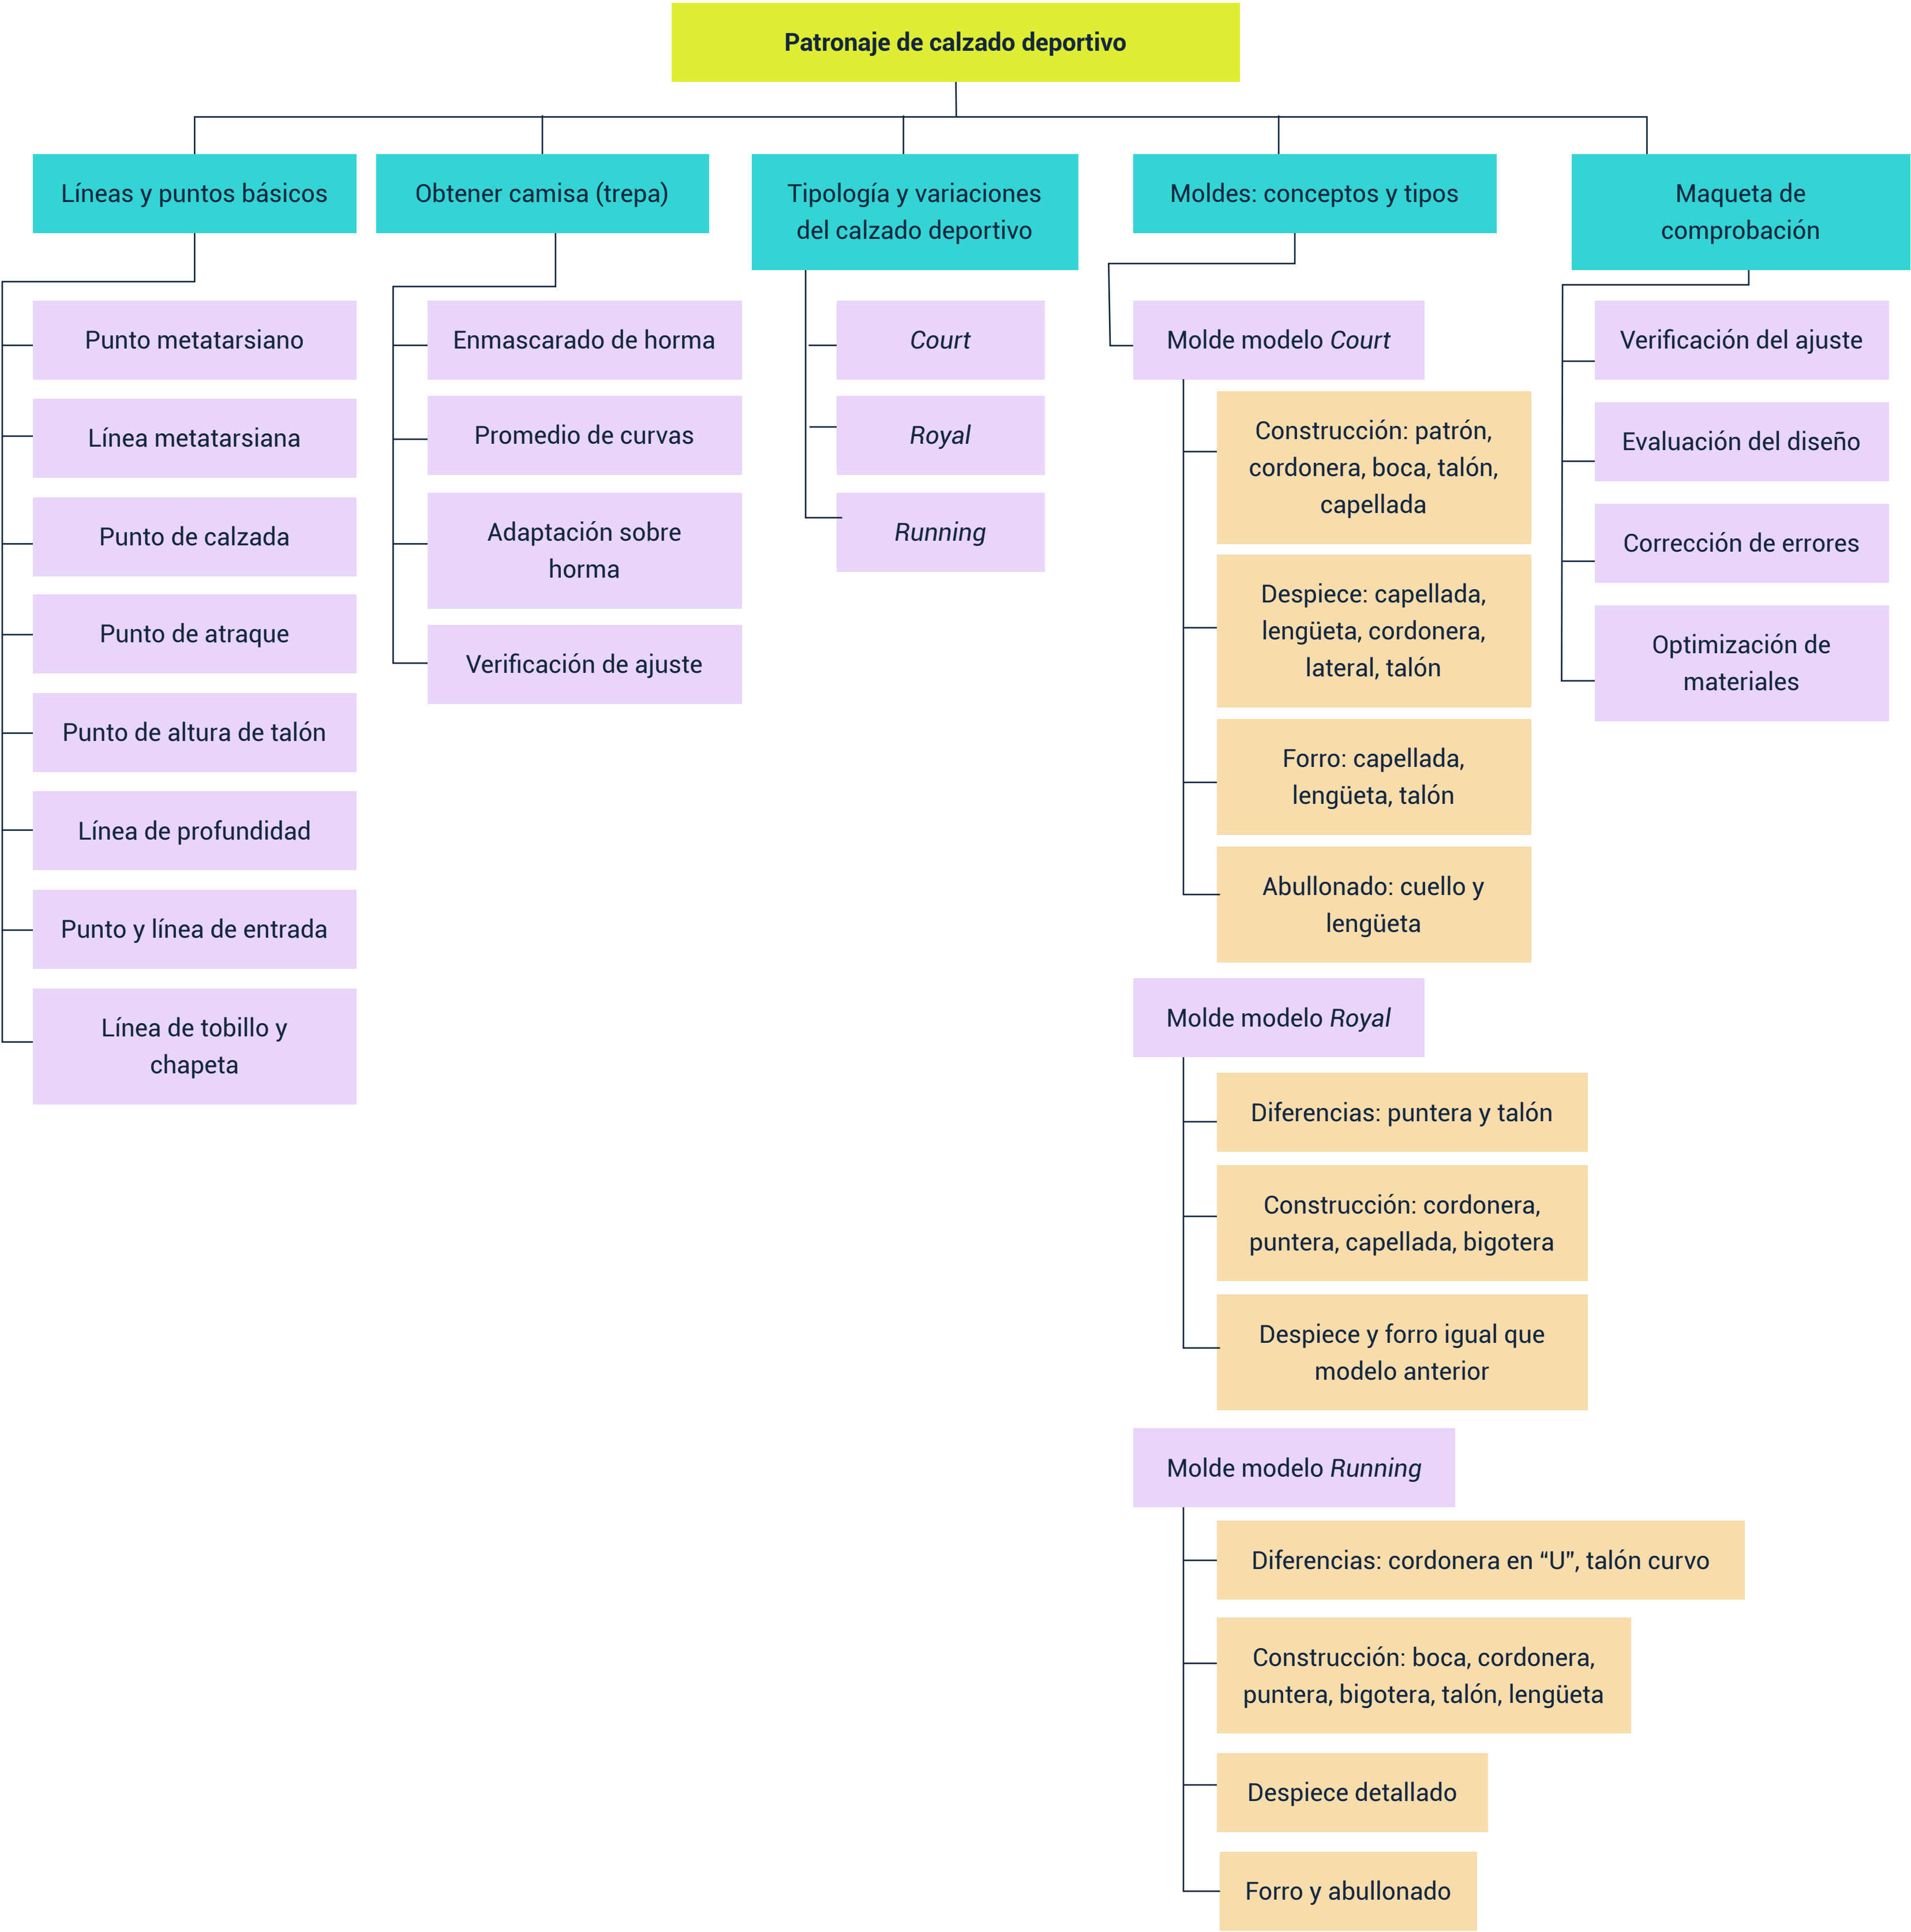 Patronaje de calzado deportivo
Líneas y puntos básicos
Punto metatarsiano
Línea metatarsiana
Punto de calzada
Punto de atraque
Punto de altura de talón
Línea de profundidad
Punto y línea de entrada
Línea de tobillo y
chapeta
Obtener camisa (trepa)
Enmascarado de horma
Promedio de curvas
Adaptación sobre
horma
Verificación de ajuste
Tipología y variaciones
del calzado deportivo
Court
Royal
Running
Moldes: conceptos y tipos
Molde modelo Court
Construcción: patrón,
cordonera, boca, talón,
capellada
Despiece: capellada,
lengüeta, cordonera,
lateral, talón
Forro: capellada,
lengüeta, talón
Abullonado: cuello y
lengüeta
Molde modelo Royal
Diferencias: puntera y talón
Construcción: cordonera,
puntera, capellada, bigotera
Despiece y forro igual que
modelo anterior
Molde modelo Running
Diferencias: cordonera en “U”, talón curvo
Construcción: boca, cordonera,
puntera, bigotera, talón, lengüeta
Despiece detallado
Forro y abullonado
Maqueta de
comprobación
Verificación del ajuste
Evaluación del diseño
Corrección de errores
Optimización de
materiales